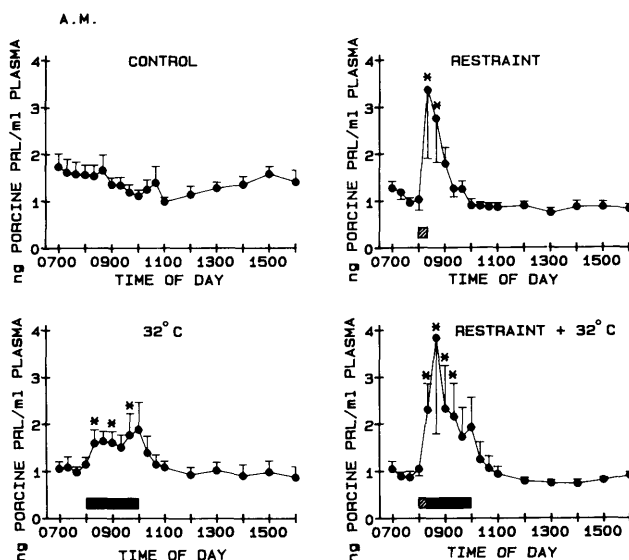 A.M.
CONTROL
ng PORCINE PRL/ml PLASMA
4
3
2
1
0
0700 0900 1100 1300 1500
TIME OF DAY
RESTRAINT
* *
ng PORCINE PRL/ml PLASMA
4
3
2
1
0
0700 0900 1100 1300 1500
TIME OF DAY
32°C
* * *
ng PORCINE PRL/ml PLASMA
4
3
2
1
0
0700 0900 1100 1300 1500
TIME OF DAY
RESTRAINT + 32°C
* * * *
ng PORCINE PRL/ml PLASMA
4
3
2
1
0
0700 0900 1100 1300 1500
TIME OF DAY